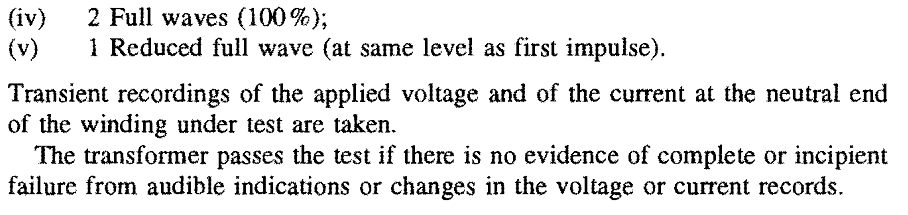 (iv) 2 Full waves (100%);
(v) 1 Reduced full wave (at same level as first impulse).
Transient recordings of the applied voltage and of the current at the neutral end
of the winding under test are taken.
The transformer passes the test if there is no evidence of complete or incipient
failure from audible indications or changes in the voltage or current records.